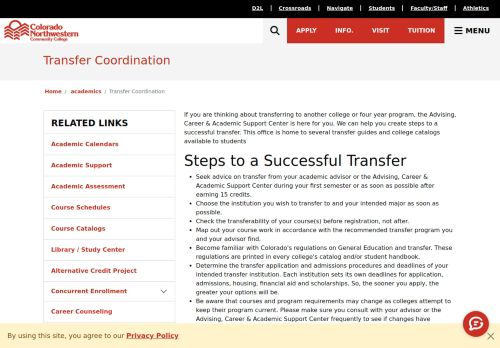 D2L | Crossroads | Navigate | Students | Faculty/Staff | Athletics
Colorado
Northwestern
Community College
APPLY INFO. VISIT TUITION MENU
Transfer Coordination
Home / academics / Transfer Coordination
RELATED LINKS
Academic Calendars
Academic Support
Academic Assessment
Course Schedules
Course Catalogs
Library / Study Center
Alternative Credit Project
Concurrent Enrollment
Career Counseling
If you are thinking about transferring to another college or four year program, the Advising,
Career & Academic Support Center is here for you. We can help you create steps to a
successful transfer. This office is home to several transfer guides and college catalogs
available to students
Steps to a Successful Transfer
• Seek advice on transfer from your academic advisor or the Advising, Career &
Academic Support Center during your first semester or as soon as possible after
earning 15 credits.
• Choose the institution you wish to transfer to and your intended major as soon as
possible.
• Check the transferability of your course(s) before registration, not after.
• Map out your course work in accordance with the recommended transfer program you
and your advisor find.
• Become familiar with Colorado's regulations on General Education and transfer. These
regulations are printed in every college's catalog and/or student handbook.
• Determine the transfer application and admissions procedures and deadlines of your
intended transfer institution. Each institution sets its own deadlines for application,
admissions, housing, financial aid and scholarships. So, the sooner you apply, the
greater your options will be.
• Be aware that courses and program requirements may change as colleges attempt to
keep their program current. Please make sure you consult with your advisor or the
Advising, Career & Academic Support Center frequently to see if changes have
By using this site, you agree to our Privacy Policy